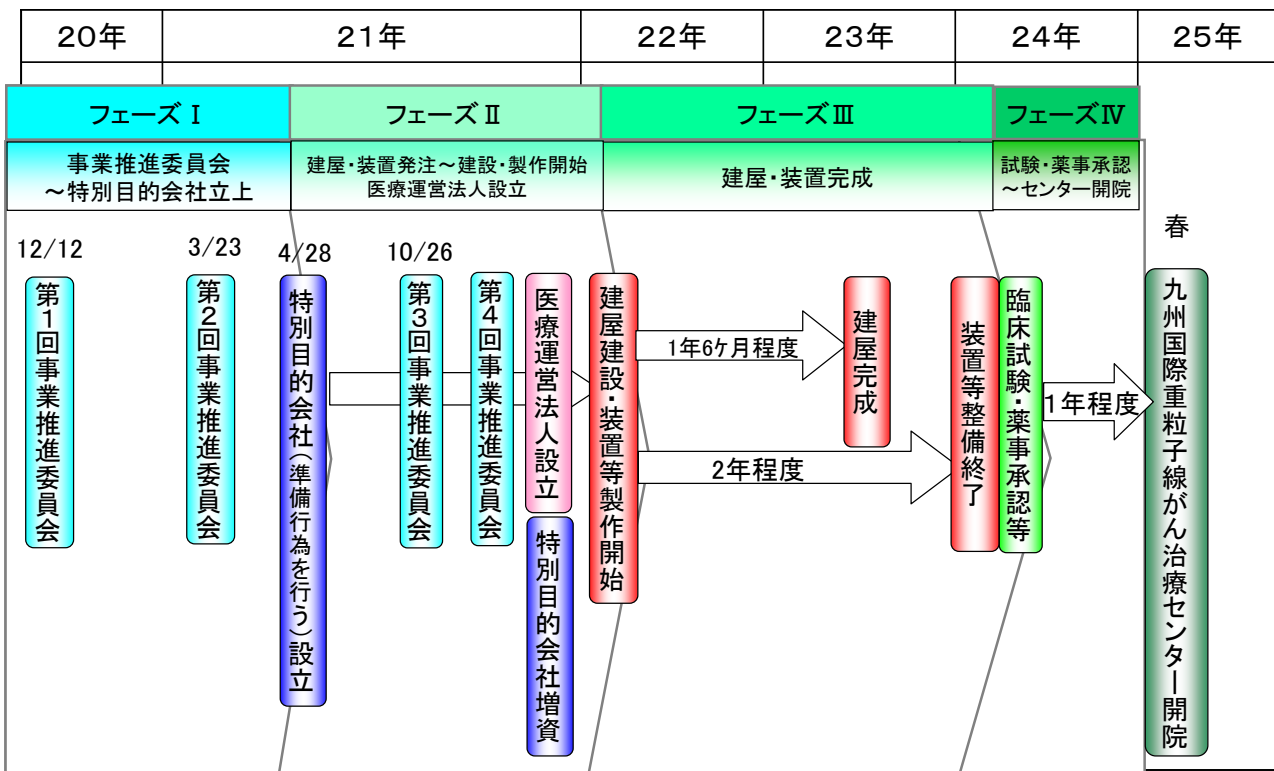 20年
21年
22年
23年
24年
25年
フェーズⅠ
フェーズⅡ
フェーズⅢ
フェーズⅣ
事業推進委員会
～特別目的会社立上
建屋・装置発注～建設・製作開始
医療運営法人設立
建屋・装置完成
試験・薬事承認
～センター開院
12/12
3/23
4/28
10/26
春
第1回事業推進委員会
第2回事業推進委員会
特別目的会社（準備行為を行う）設立
第3回事業推進委員会
第4回事業推進委員会
医療運営法人設立
特別目的会社増資
建屋建設・装置等製作開始
1年6ケ月程度
2年程度
建屋完成
装置等整備終了
臨床試験・薬事承認等
1年程度
九州国際重粒子線がん治療センター開院